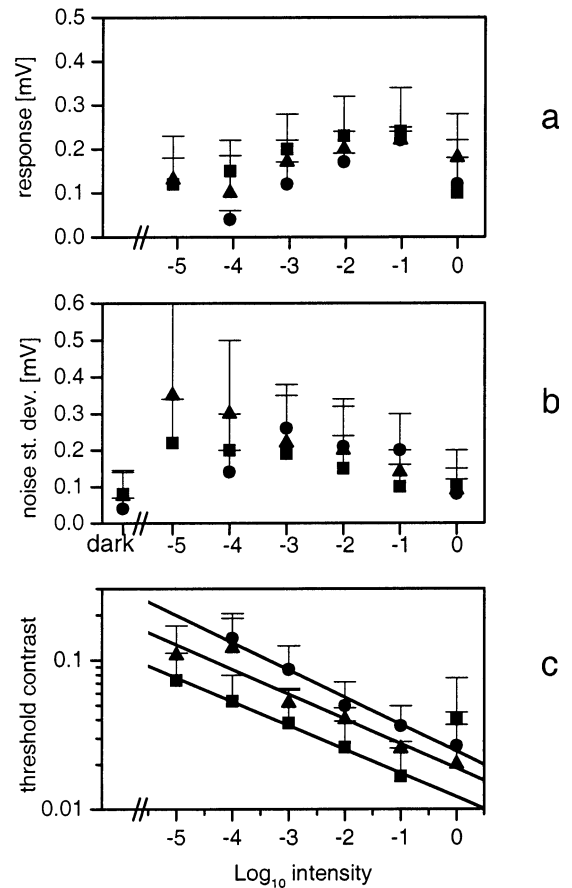 0.5
0.4
0.3
0.2
0.1
0.0
response [mV]
-5 -4 -3 -2 -1 0
a
0.6
0.5
0.4
0.3
0.2
0.1
0.0
noise st. dev. [mV]
dark -5 -4 -3 -2 -1 0
b
0.1
0.01
threshold contrast
-5 -4 -3 -2 -1 0
c
Log₁₀ intensity